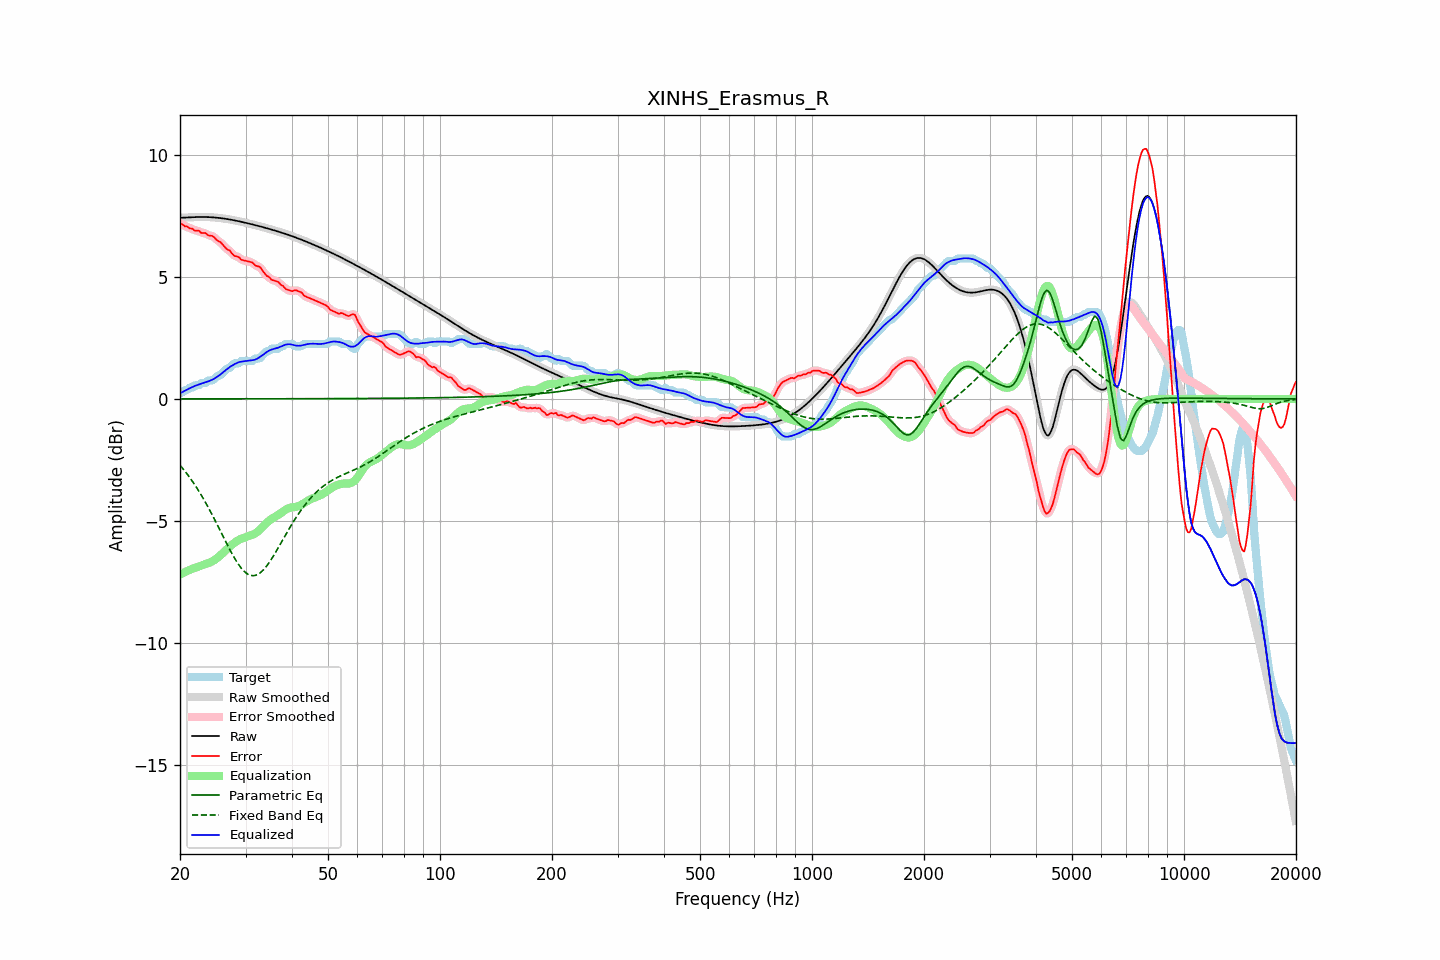 XINHS_Erasmus_R
Amplitude (dBr)
10
5
0
−5
−10
−15
Target
Raw Smoothed
Error Smoothed
Raw
Error
Equalization
Parametric Eq
Fixed Band Eq
Equalized
20 50 100 200 500 1000 2000 5000 10000 20000
Frequency (Hz)